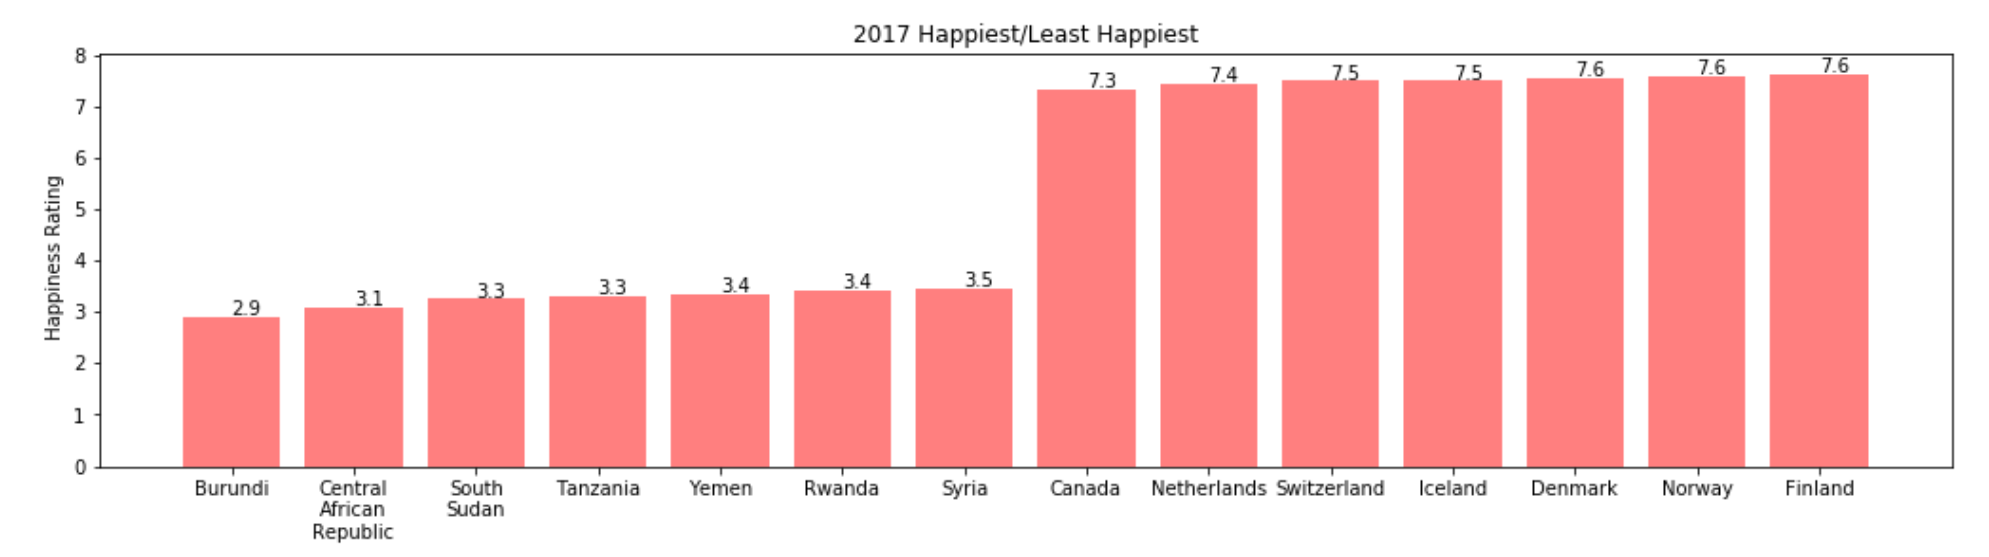 2017 Happiest/Least Happiest
Happiness Rating
8
7
6
5
4
3
2
1
0
2.9
3.1
3.3
3.3
3.4
3.4
3.5
7.3
7.4
7.5
7.5
7.6
7.6
7.6
Burundi
Central
African
Republic
South
Sudan
Tanzania
Yemen
Rwanda
Syria
Canada
Netherlands
Switzerland
Iceland
Denmark
Norway
Finland